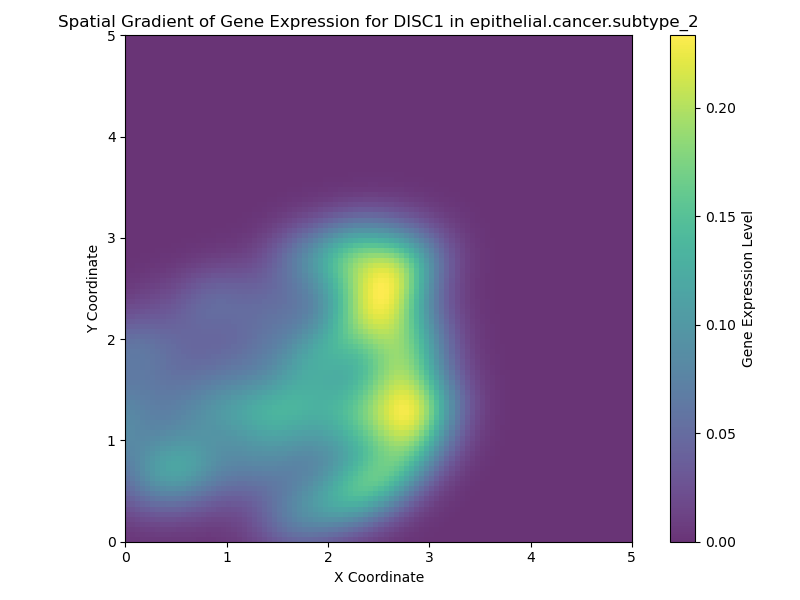 Spatial Gradient of Gene Expression for DISC1 in epithelial.cancer.subtype_2
5
4
3
2
1
0
Y Coordinate
0 1 2 3 4 5
X Coordinate
0.20
0.15
0.10
0.05
0.00
Gene Expression Level